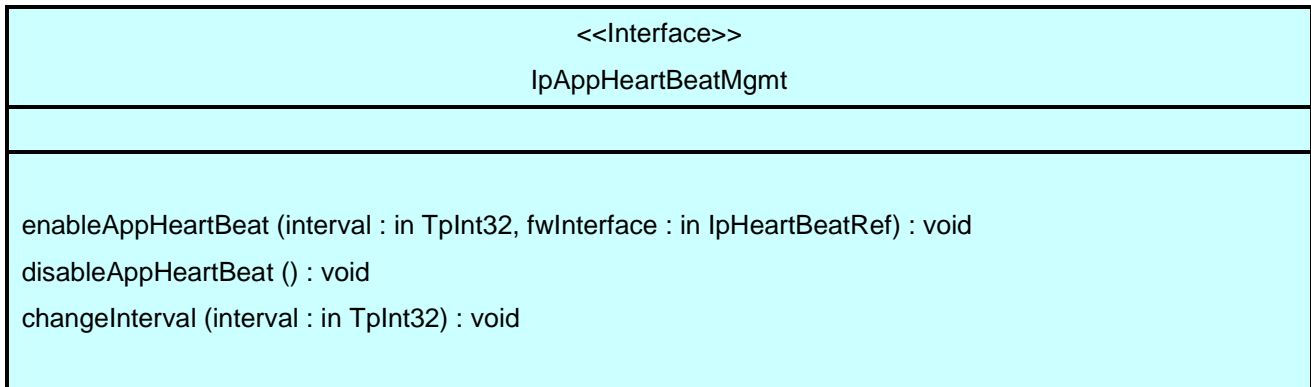 <<Interface>>
IpAppHeartBeatMgmt
enableAppHeartBeat (interval : in TpInt32, fwInterface : in IpHeartBeatRef) : void
disableAppHeartBeat () : void
changeInterval (interval : in TpInt32) : void